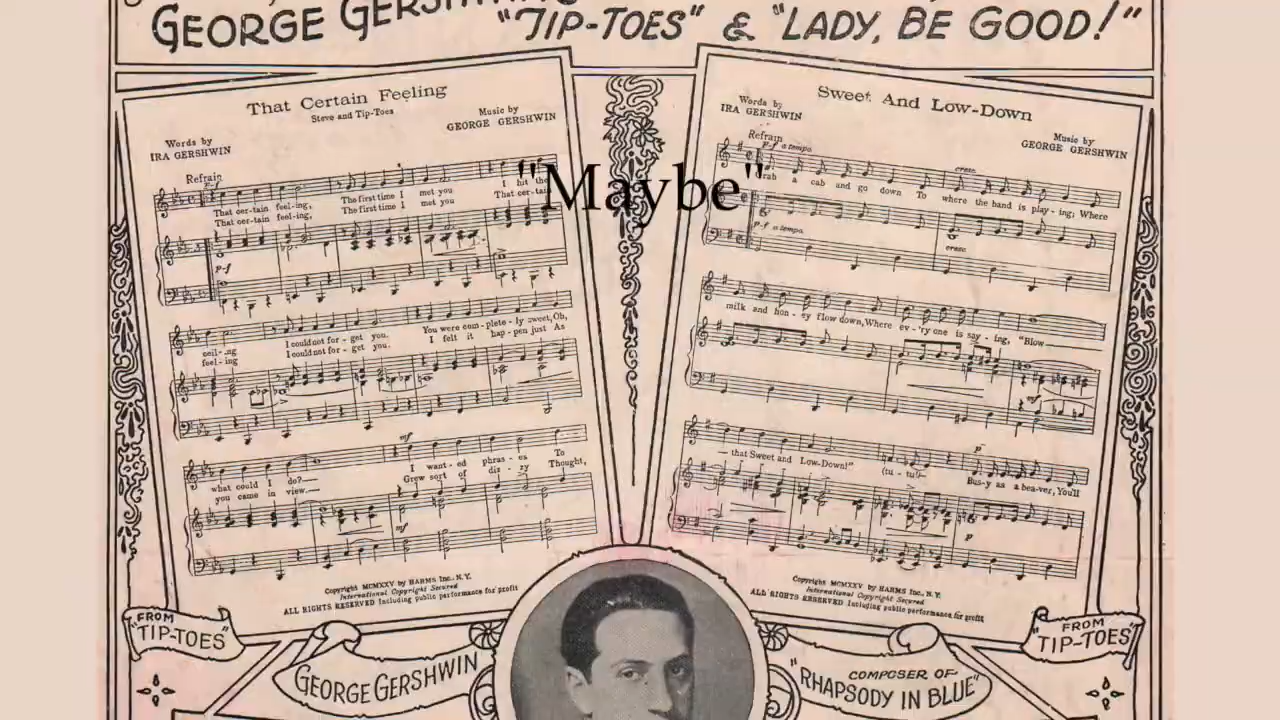 GEORGE GERSHWIN
"TIP-TOES" & "LADY, BE GOOD!"
That Certain Feeling
Steve and Tip-Toes
Words by
IRA GERSHWIN
Music by
GEORGE GERSHWIN
Refrain
p-f
That cer-tain feel-ing, The first time I met you I hit the
That cer-tain feel-ing, The first time I met you That cer-tain
p-f
ceil-ing I could not for-get you. You were com-plete-ly sweet, Oh,
feel-ing I could not for-get you. I felt it hap-pen just As
mf
what could I do? I want-ed phras-es To
you came in view. Grew sort of diz-zy Thought,
mf
Copyright MCMXXV by HARMS Inc., N.Y.
International Copyright Secured
ALL RIGHTS RESERVED Including public performance for profit
"Maybe"
Sweet And Low-Down
Words by
IRA GERSHWIN
Music by
GEORGE GERSHWIN
Refrain
p-f a tempo cresc.
Grab a cab and go down To where the band is play-ing; Where
p-f a tempo cresc.
milk and hon-ey flow down, Where ev-'ry one is say-ing, "Blow
mf
p
that Sweet and Low-Down!" (tu-tu!) Bus-y as a bea-ver, You'll
p
Copyright MCMXXV by HARMS Inc., N.Y.
International Copyright Secured
ALL RIGHTS RESERVED Including public performance for profit
FROM
"TIP-TOES"
GEORGE GERSHWIN
COMPOSER OF
"RHAPSODY IN BLUE"
FROM
"TIP-TOES"